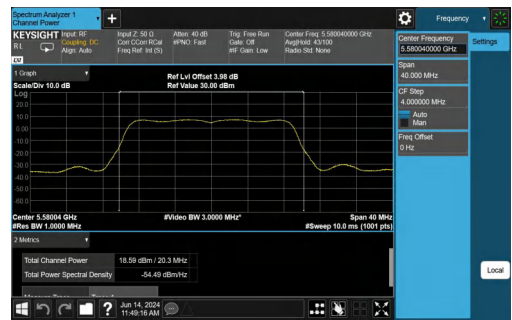 Spectrum Analyzer 1
Channel Power
+
Frequency
KEYSIGHT
RL
Input: RF
Coupling: DC
Align: Auto
Input Z: 50 Ω
Corr CCorr RCal
Freq Ref: Int (S)
Atten: 40 dB
#PNO: Fast
Trig: Free Run
Gate: Off
#IF Gain: Low
Center Freq: 5.580040000 GHz
Avg|Hold: 43/100
Radio Std: None
Center Frequency
5.580040000 GHz
Settings
Span
40.000 MHz
CF Step
4.000000 MHz
Auto
Man
Freq Offset
0 Hz
1 Graph
Scale/Div 10.0 dB
Ref Lvl Offset 3.98 dB
Ref Value 30.00 dBm
Log
20.0
10.0
0.00
-10.0
-20.0
-30.0
-40.0
-50.0
-60.0
Center 5.58004 GHz
#Res BW 1.0000 MHz
#Video BW 3.0000 MHz*
Span 40 MHz
#Sweep 10.0 ms (1001 pts)
2 Metrics
Total Channel Power 18.59 dBm / 20.3 MHz
Total Power Spectral Density -54.49 dBm/Hz
Local
?
Jun 14, 2024
11:49:16 AM